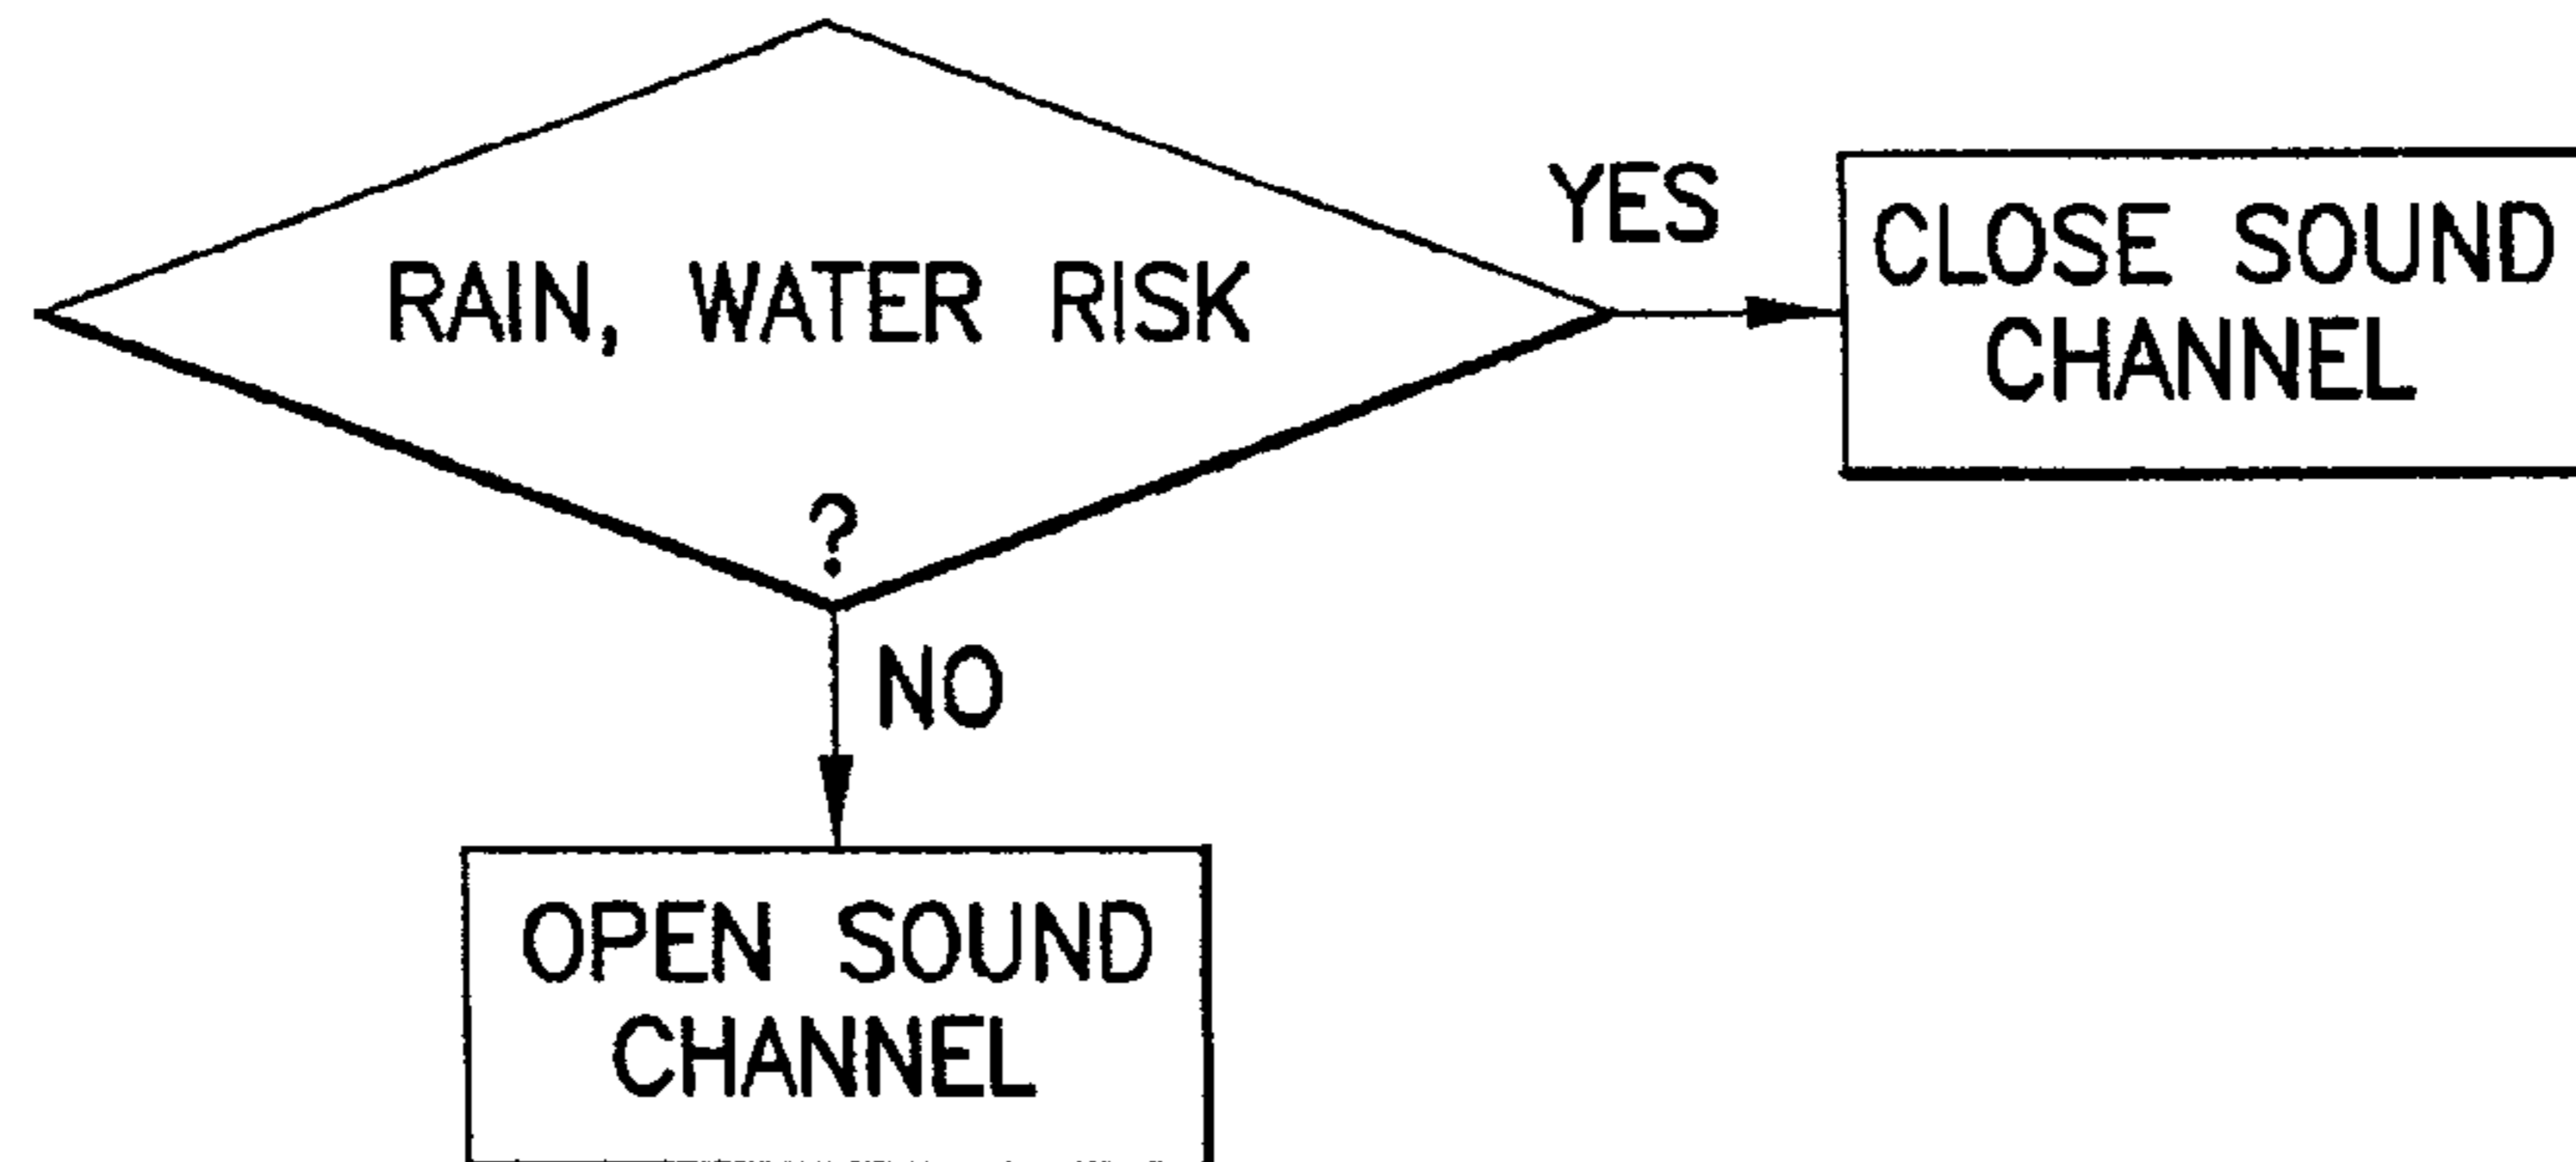 RAIN, WATER RISK
?
YES
CLOSE SOUND
CHANNEL
NO
OPEN SOUND
CHANNEL